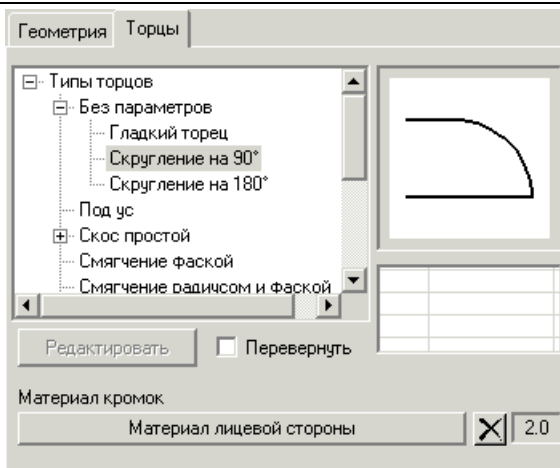 Геометрия Торцы
Типы торцов
Без параметров
Гладкий торец
Скругление на 90°
Скругление на 180°
Под ус
Скос простой
Смягчение фаской
Смягчение радиусом и фаской
Редактировать Перевернуть
Материал кромок
Материал лицевой стороны 2.0